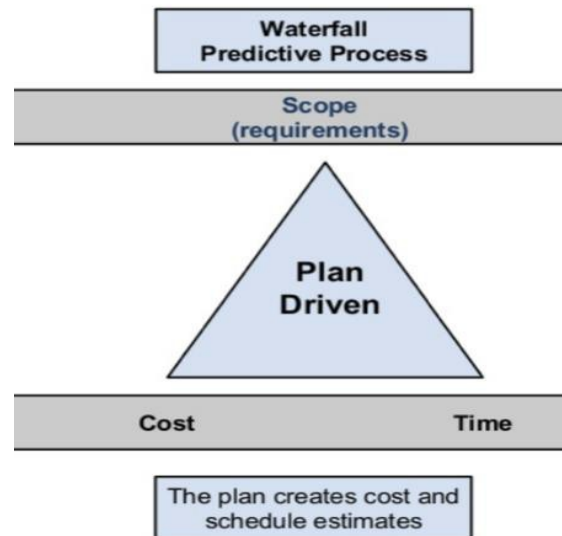 Waterfall
Predictive Process
Scope
(requirements)
Plan
Driven
Cost Time
The plan creates cost and
schedule estimates